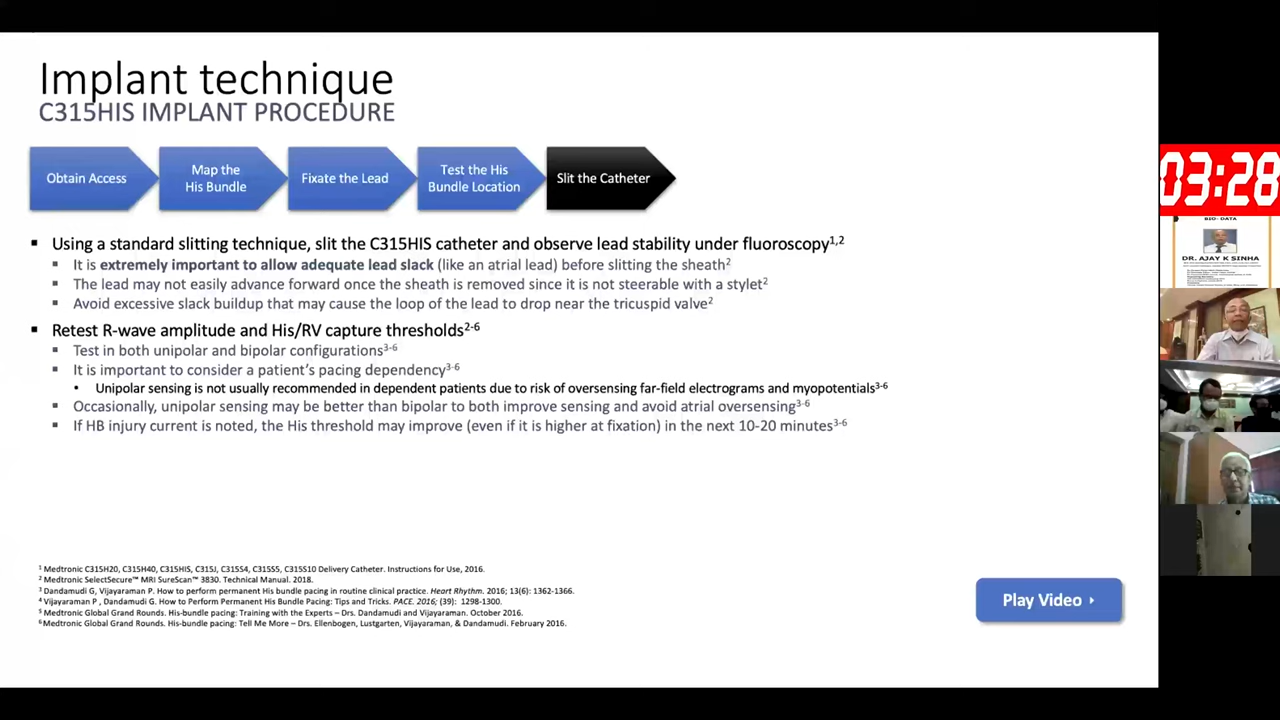 Implant technique
C315HIS IMPLANT PROCEDURE
Obtain Access
Map the
His Bundle
Fixate the Lead
Test the His
Bundle Location
Slit the Catheter
▪ Using a standard slitting technique, slit the C315HIS catheter and observe lead stability under fluoroscopy1,2
▪ It is extremely important to allow adequate lead slack (like an atrial lead) before slitting the sheath2
▪ The lead may not easily advance forward once the sheath is removed since it is not steerable with a stylet2
▪ Avoid excessive slack buildup that may cause the loop of the lead to drop near the tricuspid valve2
▪ Retest R-wave amplitude and His/RV capture thresholds2-6
▪ Test in both unipolar and bipolar configurations3-6
▪ It is important to consider a patient's pacing dependency3-6
• Unipolar sensing is not usually recommended in dependent patients due to risk of oversensing far-field electrograms and myopotentials3-6
▪ Occasionally, unipolar sensing may be better than bipolar to both improve sensing and avoid atrial oversensing3-6
▪ If HB injury current is noted, the His threshold may improve (even if it is higher at fixation) in the next 10-20 minutes3-6
1 Medtronic C315H20, C315H40, C315HIS, C315J, C315S4, C315S5, C315S10 Delivery Catheter. Instructions for Use, 2016.
2 Medtronic SelectSecure™ MRI SureScan™ 3830. Technical Manual. 2018.
3 Dandamudi G, Vijayaraman P. How to perform permanent His bundle pacing in routine clinical practice. Heart Rhythm. 2016; 13(6): 1362-1366.
4 Vijayaraman P , Dandamudi G. How to Perform Permanent His Bundle Pacing: Tips and Tricks. PACE. 2016; (39): 1298-1300.
5 Medtronic Global Grand Rounds. His-bundle pacing: Training with the Experts – Drs. Dandamudi and Vijayaraman. October 2016.
6 Medtronic Global Grand Rounds. His-bundle pacing: Tell Me More – Drs. Ellenbogen, Lustgarten, Vijayaraman, & Dandamudi. February 2016.
Play Video
03:28
BIO- DATA
DR. AJAY K SINHA